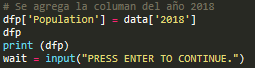 # Se agrega la columan del año 2018
dfp['Population'] = data['2018']
dfp
print (dfp)
wait = input("PRESS ENTER TO CONTINUE.")